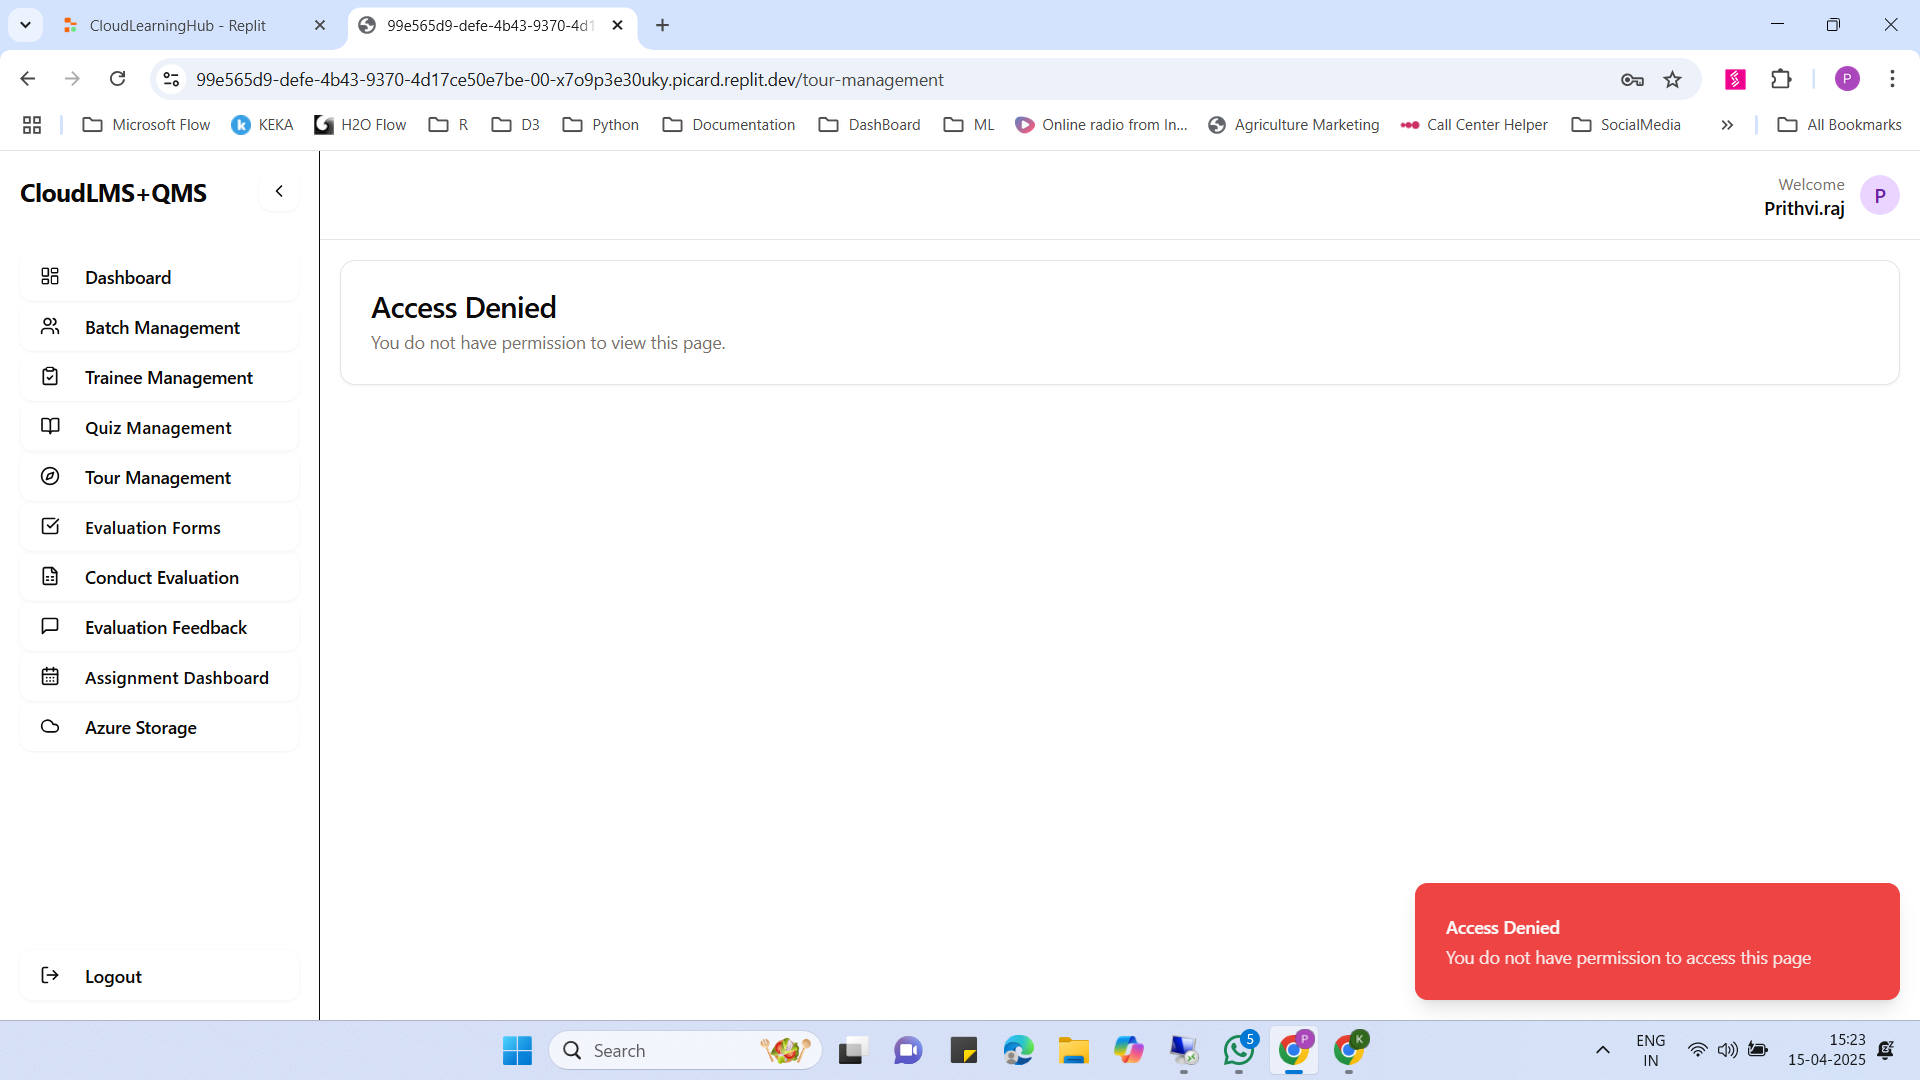 CloudLearningHub - Replit
99e565d9-defe-4b43-9370-4d1
99e565d9-defe-4b43-9370-4d17ce50e7be-00-x7o9p3e30uky.picard.replit.dev/tour-management
P
Microsoft Flow
KEKA
H2O Flow
R
D3
Python
Documentation
DashBoard
ML
Online radio from In...
Agriculture Marketing
Call Center Helper
SocialMedia
All Bookmarks
CloudLMS+QMS
Welcome
Prithvi.raj
P
Dashboard
Batch Management
Trainee Management
Quiz Management
Tour Management
Evaluation Forms
Conduct Evaluation
Evaluation Feedback
Assignment Dashboard
Azure Storage
Logout
Access Denied
You do not have permission to view this page.
Access Denied
You do not have permission to access this page
Search
5
P
K
ENG
IN
15:23
15-04-2025